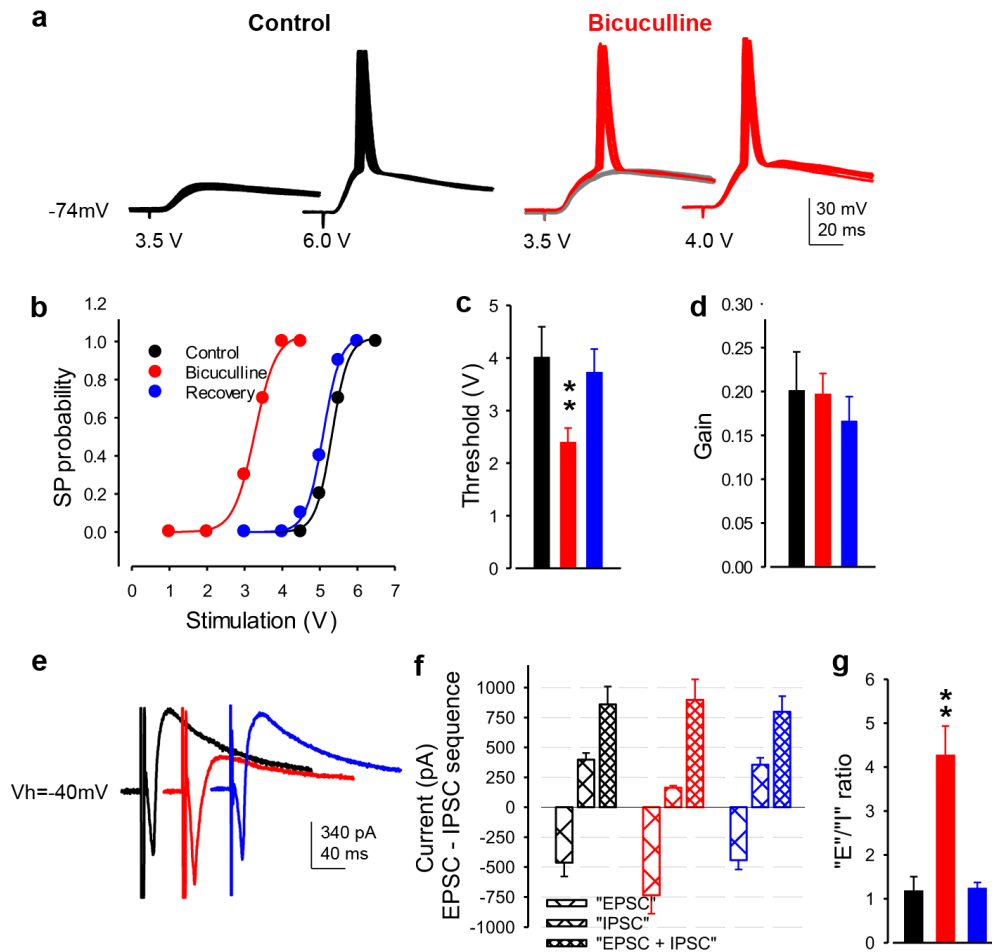 a
Control
Bicuculline
-74mV
3.5 V
6.0 V
3.5 V
4.0 V
30 mV
20 ms
b
SP probability
1.2
1.0
0.8
0.6
0.4
0.2
0.0
Control
Bicuculline
Recovery
0 1 2 3 4 5 6 7
Stimulation (V)
c
Threshold (V)
5
4
3
2
1
0
**
d
Gain
0.30
0.25
0.20
0.15
0.10
0.05
0.00
e
Vh=-40mV
340 pA
40 ms
f
Current (pA)
EPSC - IPSC sequence
1000
750
500
250
0
-250
-500
-750
-1000
"EPSC"
"IPSC"
"EPSC + IPSC"
g
"E"/"I" ratio
6
5
4
3
2
1
0
**